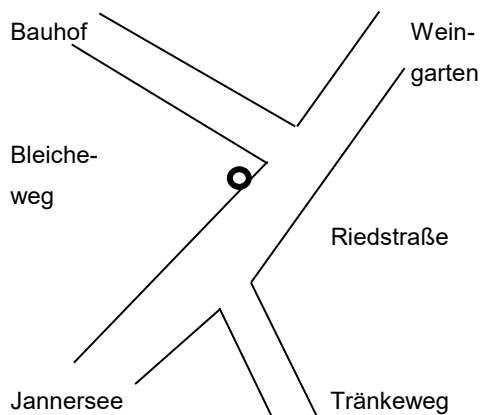 Bauhof
Wein-
garten
Bleiche-
weg
Riedstraße
Jannersee
Tränkeweg